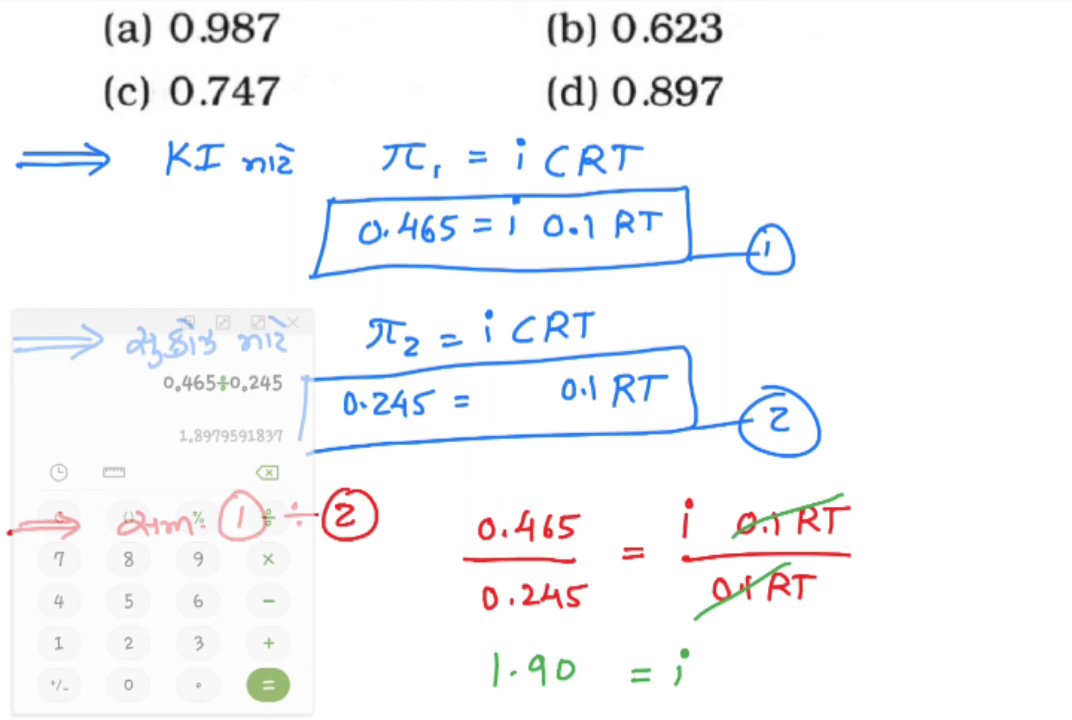 (a) 0.987 (b) 0.623
(c) 0.747 (d) 0.897
⟹ KI માટે π₁ = i CRT
0.465 = i 0.1 RT ①
⟹ માટે π₂ = i CRT
0.465÷0.245
0.245 = 0.1 RT ②
1.8979591837
⟹ ① ÷ ②
0.465 / 0.245 = i 0.1 RT / 0.1 RT
( ) % ÷
7 8 9 ×
4 5 6 −
1 2 3 +
+/- 0 . =
1.90 = i